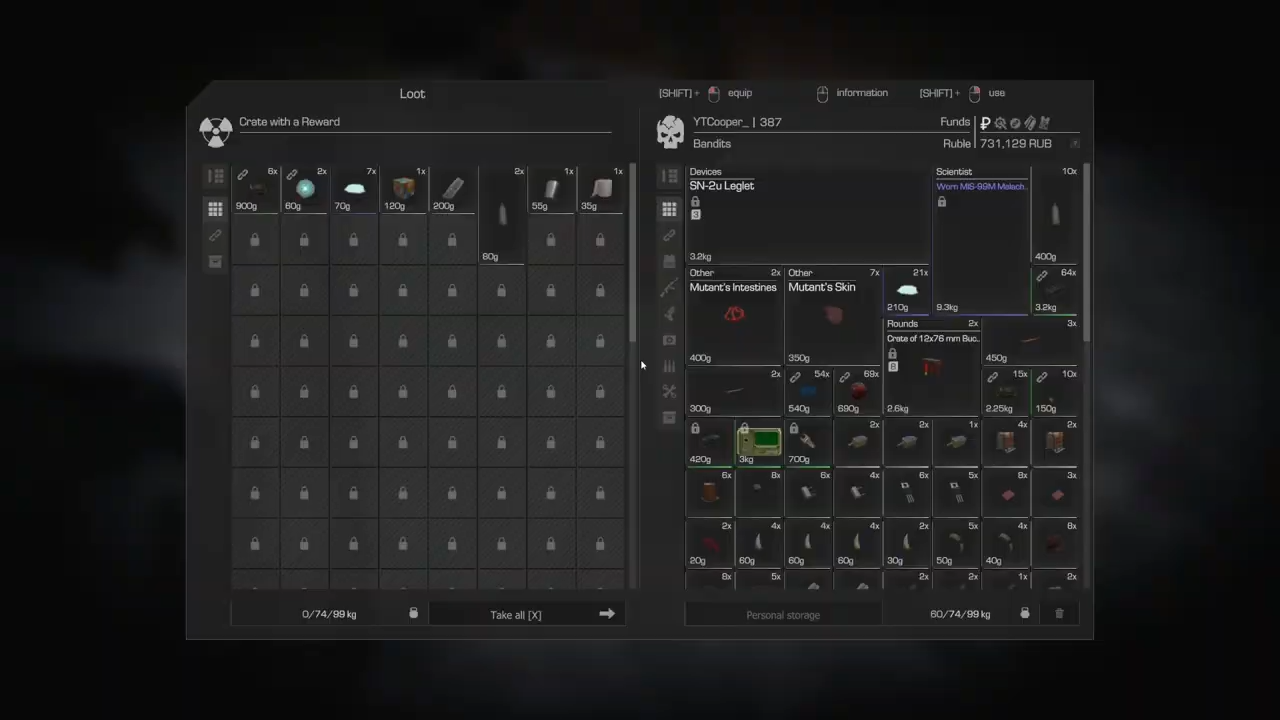 Loot
[SHIFT]+ equip information [SHIFT]+ use
Crate with a Reward
YTCooper_ | 387
Funds
Bandits
Ruble 731,129 RUB
6x 2x 7x 1x 2x 1x 1x
900g 80g 70g 120g 200g 55g 35g
80g
Devices
SN-2u Leglet
3
3.2kg
Scientist
Worn MIS-99M Malach..
9.3kg
10x
400g
Other 2x
Mutant's Intestines
400g
Other 7x
Mutant's Skin
350g
21x
210g
64x
3.2kg
Rounds 2x
Crate of 12x76 mm Buc..
B
2.6kg
3x
450g
2x
300g
54x
540g
69x
690g
15x
2.25kg
10x
150g
420g 3kg 700g 2x 2x 1x 4x 2x
6x 8x 6x 4x 6x 5x 8x 3x
2x 4x 4x 4x 2x 5x 4x 8x
20g 60g 60g 60g 30g 50g 40g
8x 5x 2x 2x 1x 2x
0/74/99 kg
Take all [X]
Personal storage
60/74/99 kg